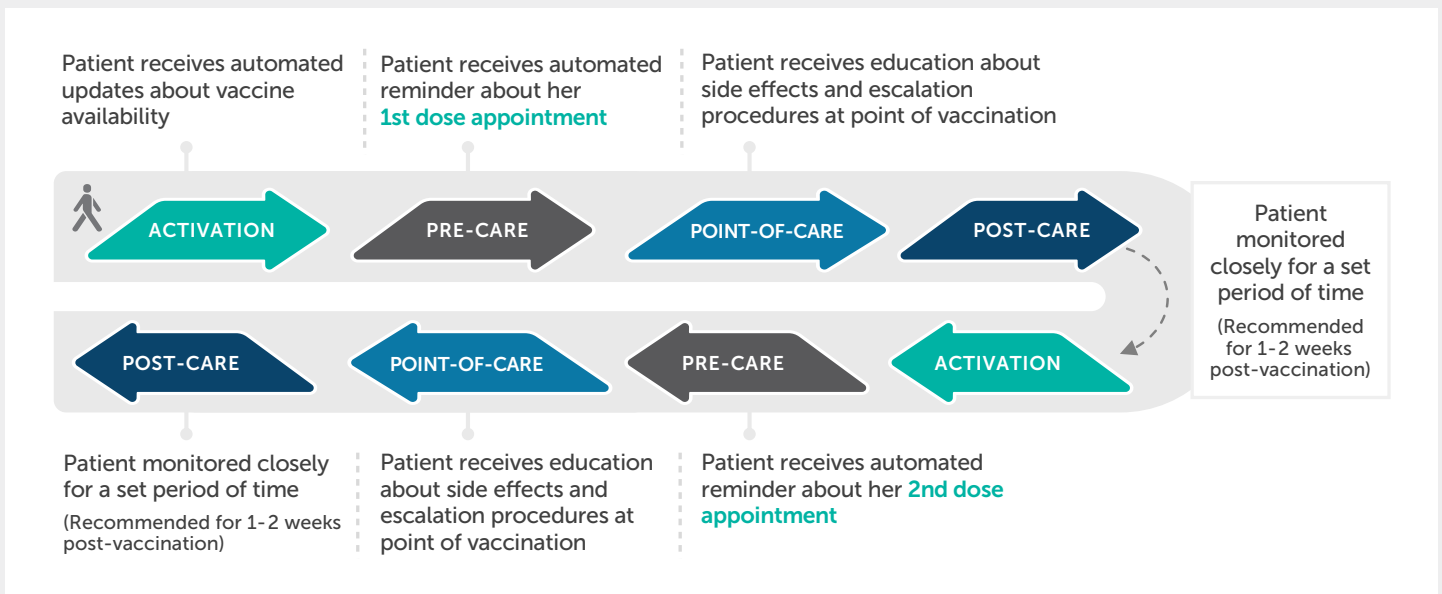 Patient receives automated
updates about vaccine
availability
Patient receives automated
reminder about her
1st dose appointment
Patient receives education about
side effects and escalation
procedures at point of vaccination
ACTIVATION
PRE-CARE
POINT-OF-CARE
POST-CARE
Patient
monitored
closely for a set
period of time
(Recommended
for 1-2 weeks
post-vaccination)
ACTIVATION
PRE-CARE
POINT-OF-CARE
POST-CARE
Patient receives automated
reminder about her 2nd dose
appointment
Patient receives education
about side effects and
escalation procedures at
point of vaccination
Patient monitored closely
for a set period of time
(Recommended for 1-2 weeks
post-vaccination)